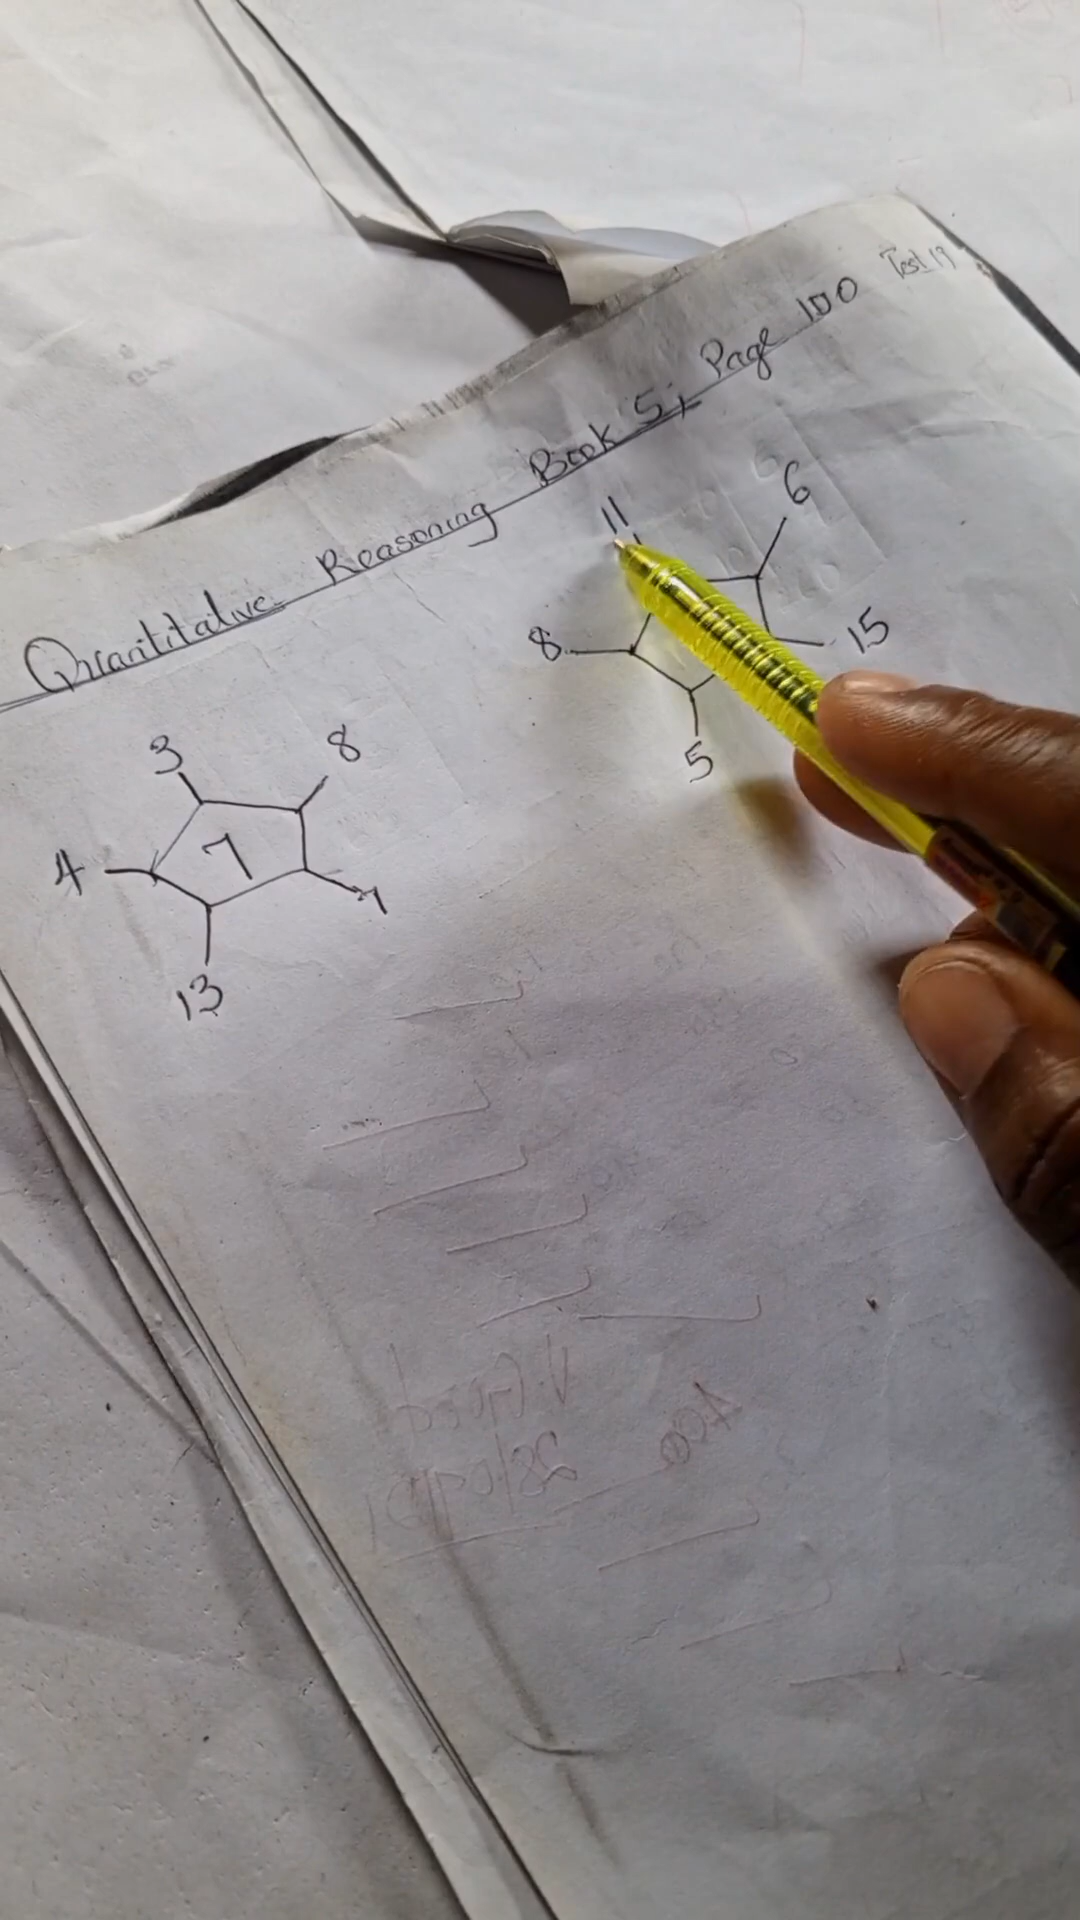 Quantitative Reasoning Book 5, Page 100 Test 19
11 6
8 15
5
3 8
4 7 7
13
V. Good